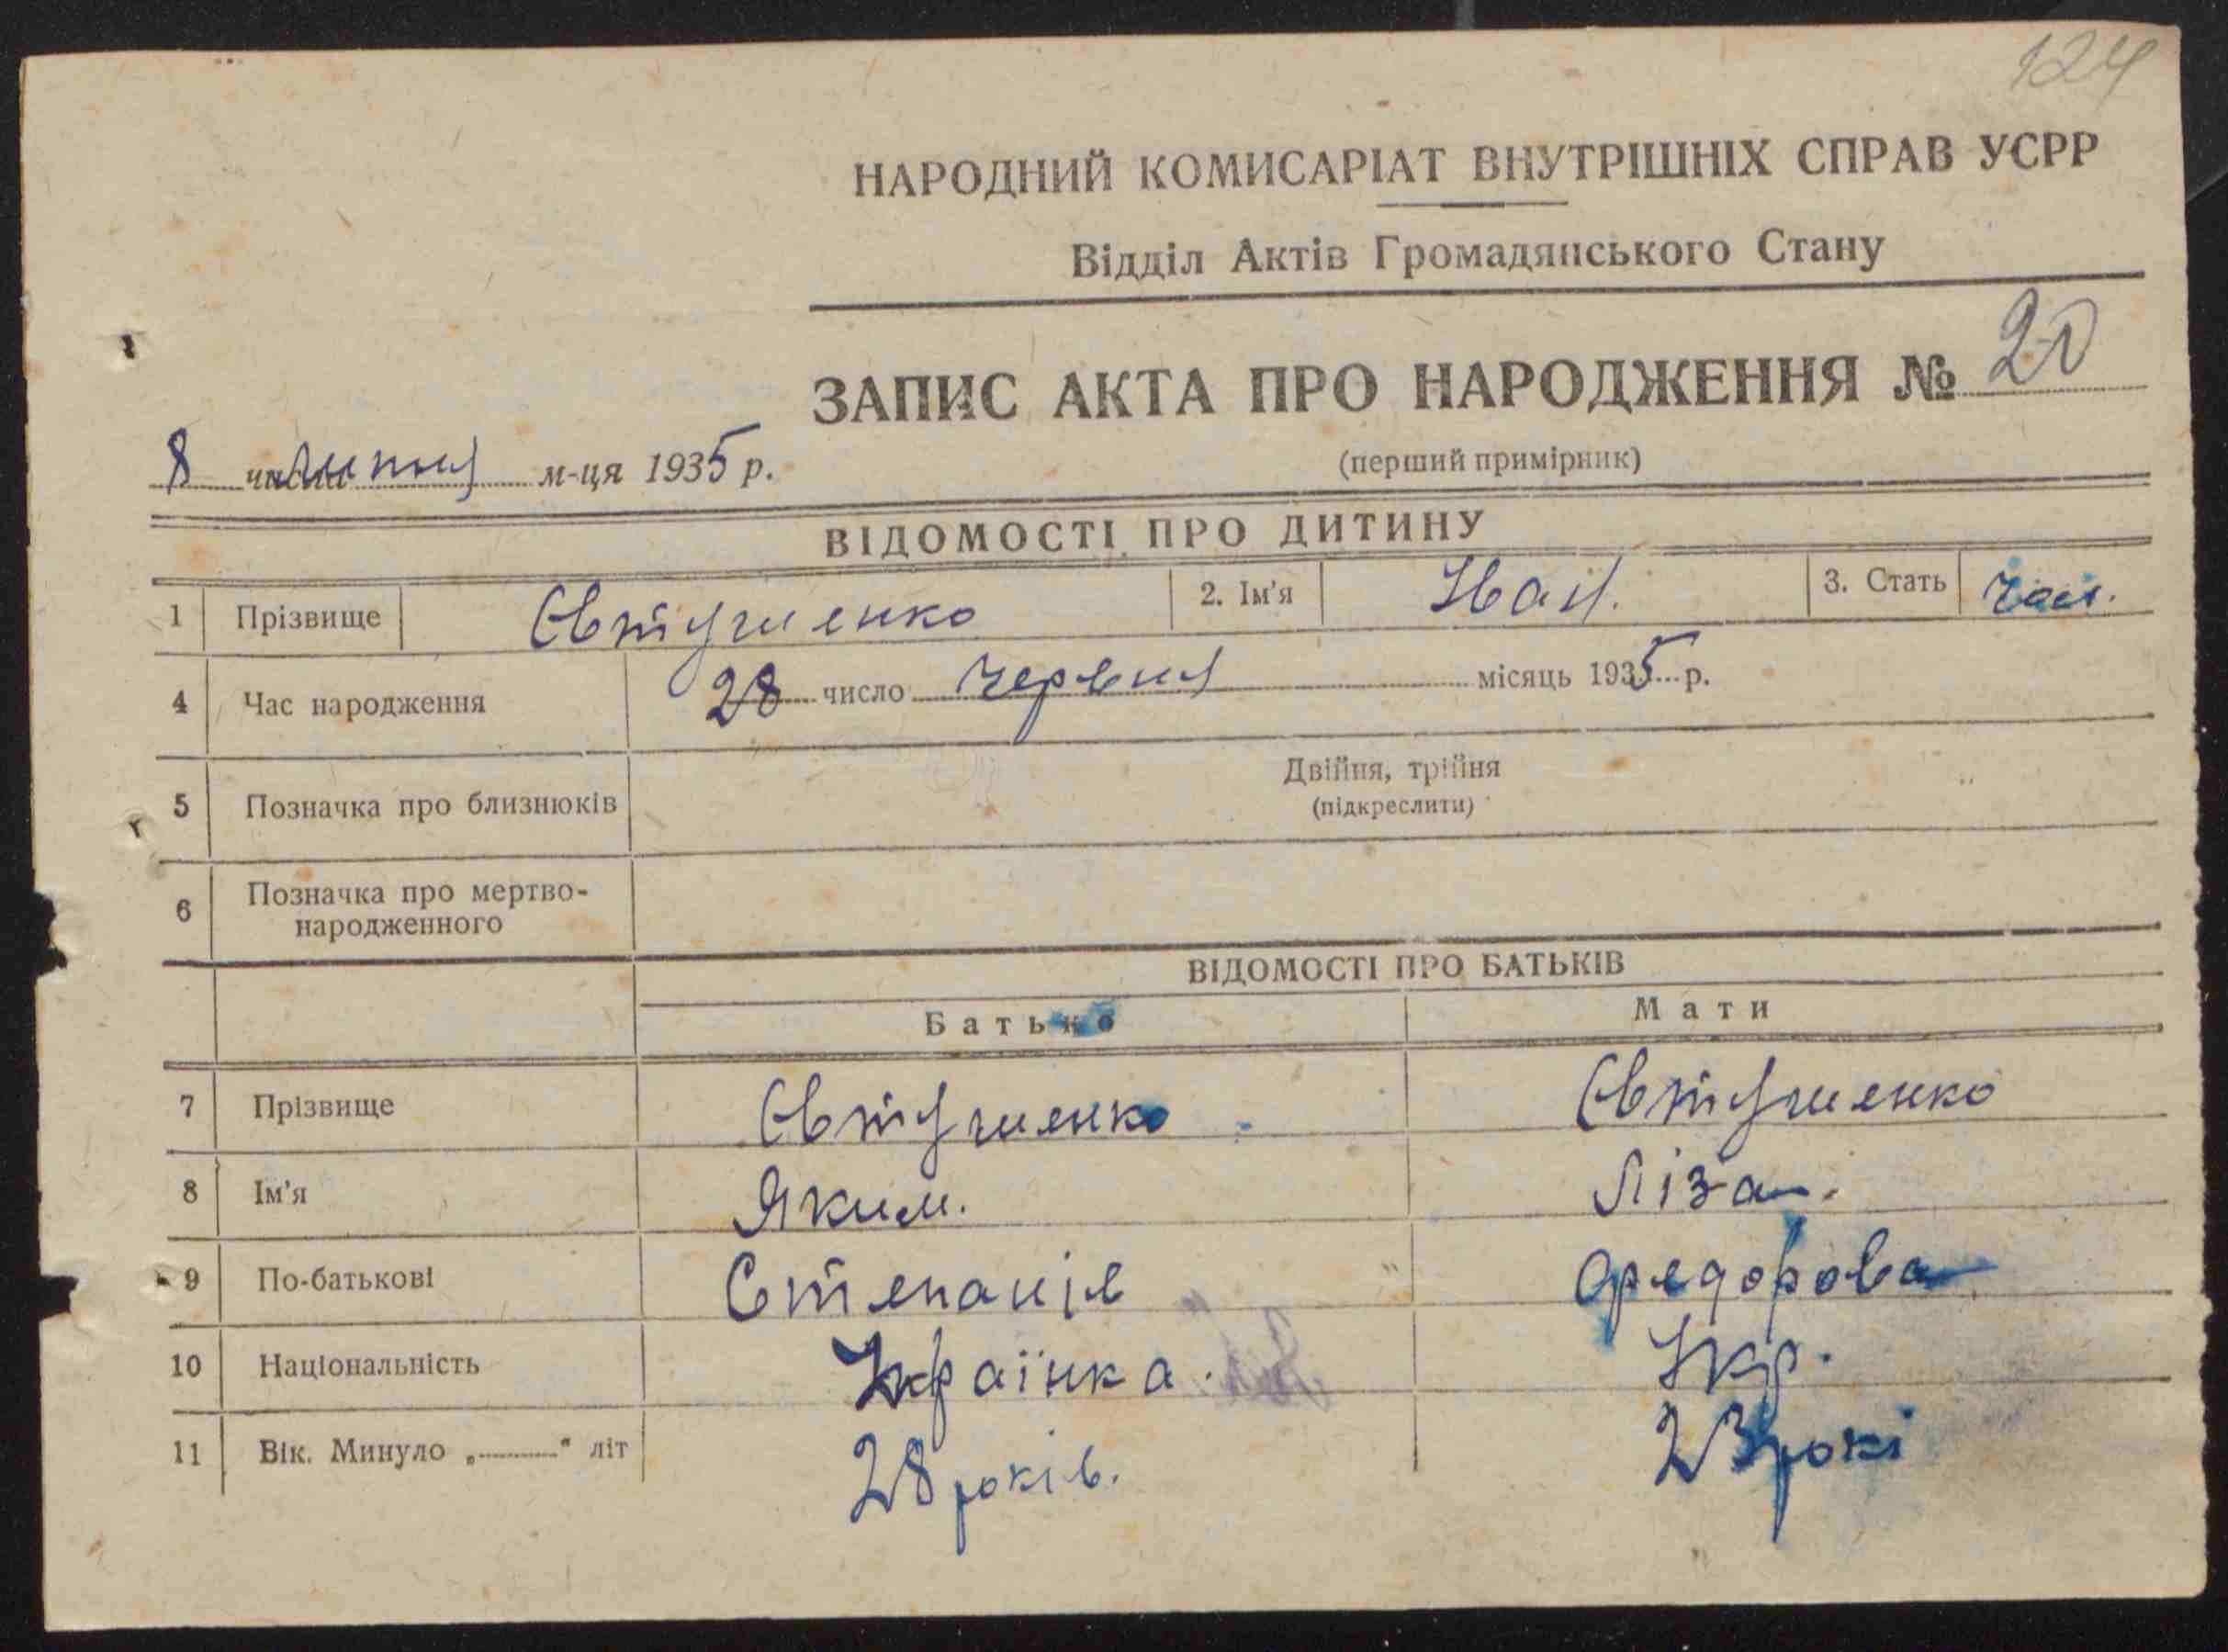 124
НАРОДНИЙ КОМИСАРІАТ ВНУТРІШНІХ СПРАВ УСРР
Відділ Актів Громадянського Стану
ЗАПИС АКТА ПРО НАРОДЖЕННЯ № 20
(перший примірник)
8 числа липня м-ця 1935 р.
ВІДОМОСТІ ПРО ДИТИНУ
1 Прізвище Євтушенко 2. Ім'я Іван. 3. Стать чол.
4 Час народження 28 число червня місяць 1935 р.
5 Позначка про близнюків Двійня, трійня
(підкреслити)
6 Позначка про мертво-
народженного
ВІДОМОСТІ ПРО БАТЬКІВ
Батько Мати
7 Прізвище Євтушенко Євтушенко
8 Ім'я Яким. Ліза.
9 По-батькові Степанів Федорова
10 Національність Українка. Укр.
11 Вік. Минуло „ " літ 28 років. 23 рокі